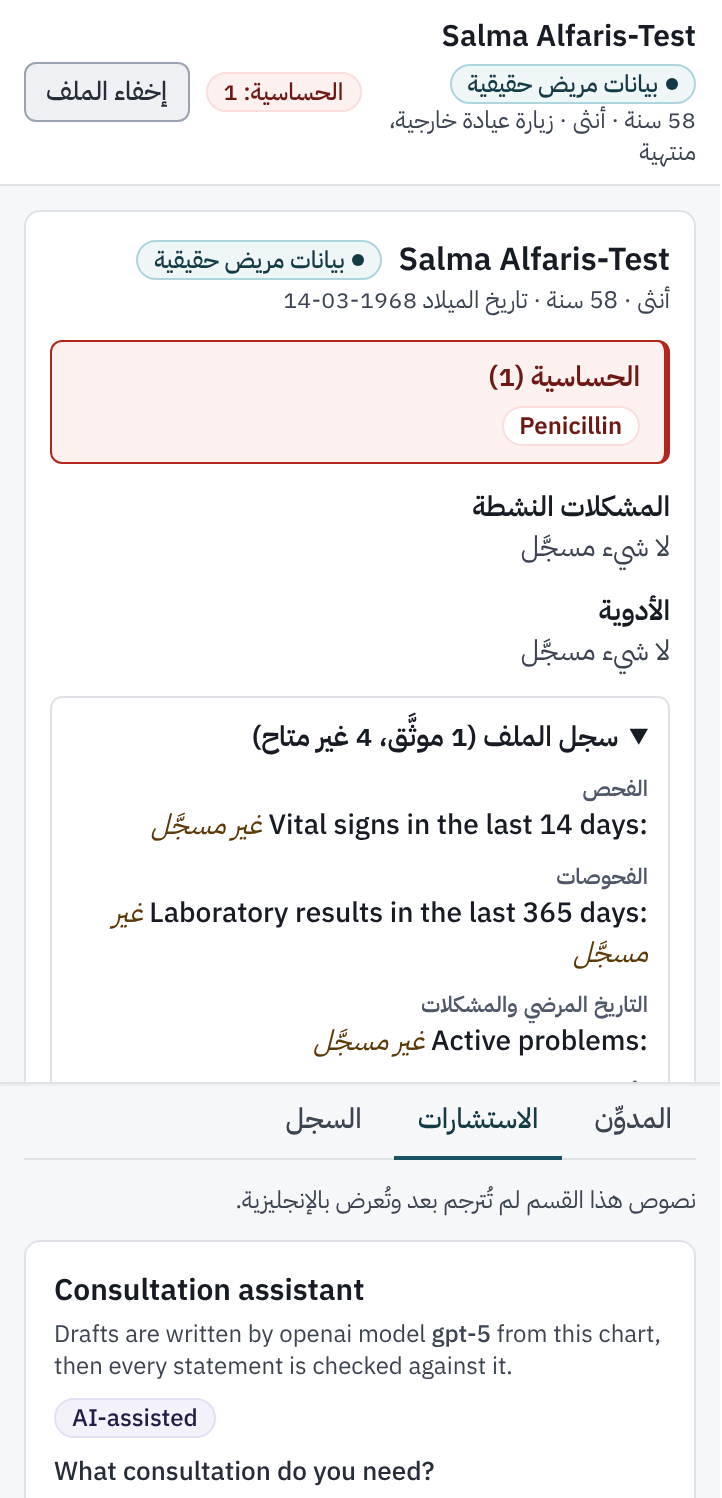 Salma Alfaris-Test
بيانات مريض حقيقية
58 سنة · أنثى · زيارة عيادة خارجية،
منتهية
الحساسية: 1
إخفاء الملف
Salma Alfaris-Test بيانات مريض حقيقية
أنثى · 58 سنة · تاريخ الميلاد 1968-03-14
الحساسية (1)
Penicillin
المشكلات النشطة
لا شيء مسجَّل
الأدوية
لا شيء مسجَّل
▼ سجل الملف (1 موثَّق، 4 غير متاح)
الفحص
Vital signs in the last 14 days: غير مسجَّل
الفحوصات
Laboratory results in the last 365 days: غير
مسجَّل
التاريخ المرضي والمشكلات
Active problems: غير مسجَّل
المدوِّن
الاستشارات
السجل
نصوص هذا القسم لم تُترجم بعد وتُعرض بالإنجليزية.
Consultation assistant
Drafts are written by openai model gpt-5 from this chart,
then every statement is checked against it.
AI-assisted
What consultation do you need?